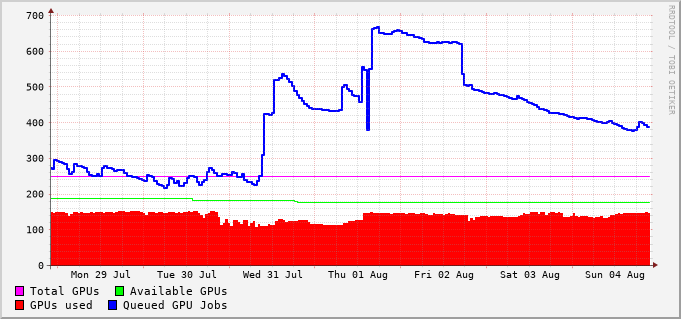 RRDTOOL / TOBI OETIKER
700
600
500
400
300
200
100
0
Mon 29 Jul Tue 30 Jul Wed 31 Jul Thu 01 Aug Fri 02 Aug Sat 03 Aug Sun 04 Aug
Total GPUs Available GPUs
GPUs used Queued GPU Jobs